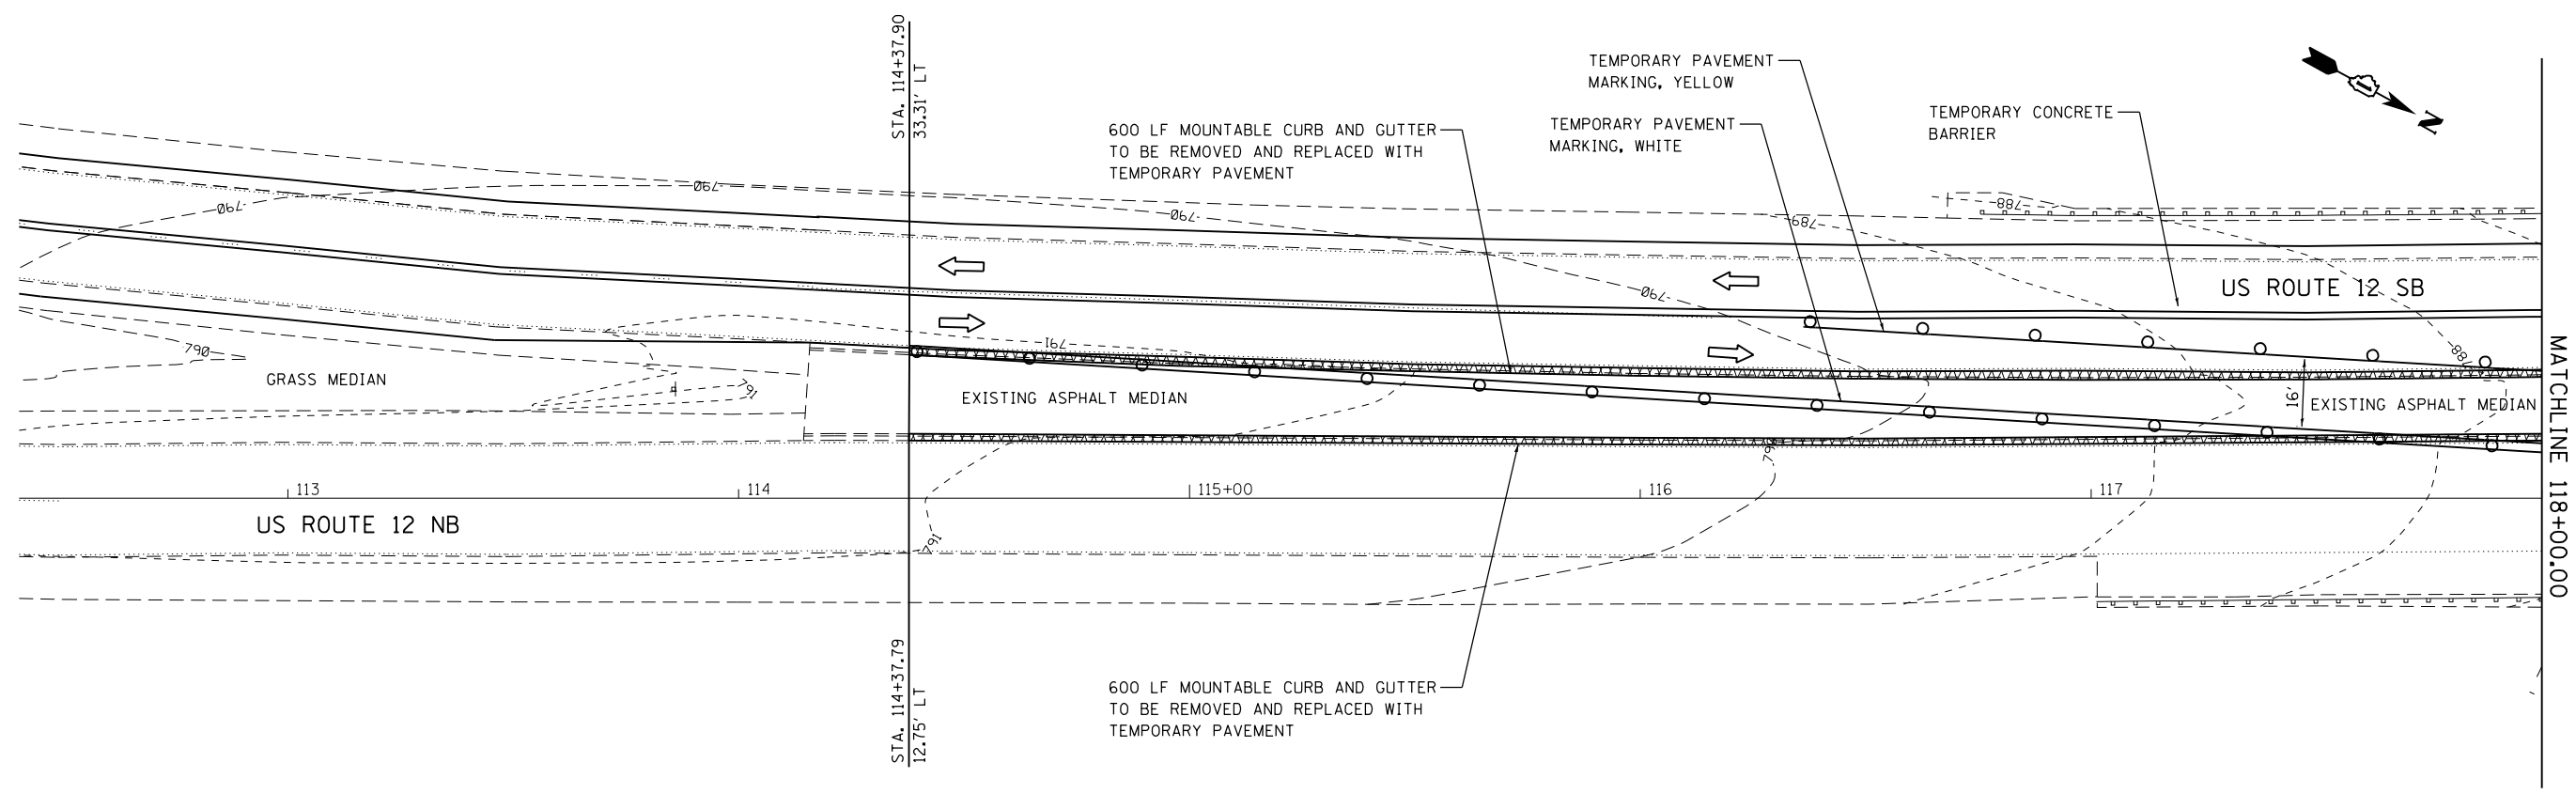 STA. 114+37.90
33.31' LT
TEMPORARY PAVEMENT
MARKING, YELLOW
TEMPORARY PAVEMENT
MARKING, WHITE
TEMPORARY CONCRETE
BARRIER
N
600 LF MOUNTABLE CURB AND GUTTER
TO BE REMOVED AND REPLACED WITH
TEMPORARY PAVEMENT
790
790
790
789
788
790
US ROUTE 12 SB
791
790
788
GRASS MEDIAN
791
EXISTING ASPHALT MEDIAN
16'
EXISTING ASPHALT MEDIAN
MATCHLINE 118+00.00
790
113
114
115+00
116
117
US ROUTE 12 NB
791
STA. 114+37.79
12.75' LT
600 LF MOUNTABLE CURB AND GUTTER
TO BE REMOVED AND REPLACED WITH
TEMPORARY PAVEMENT